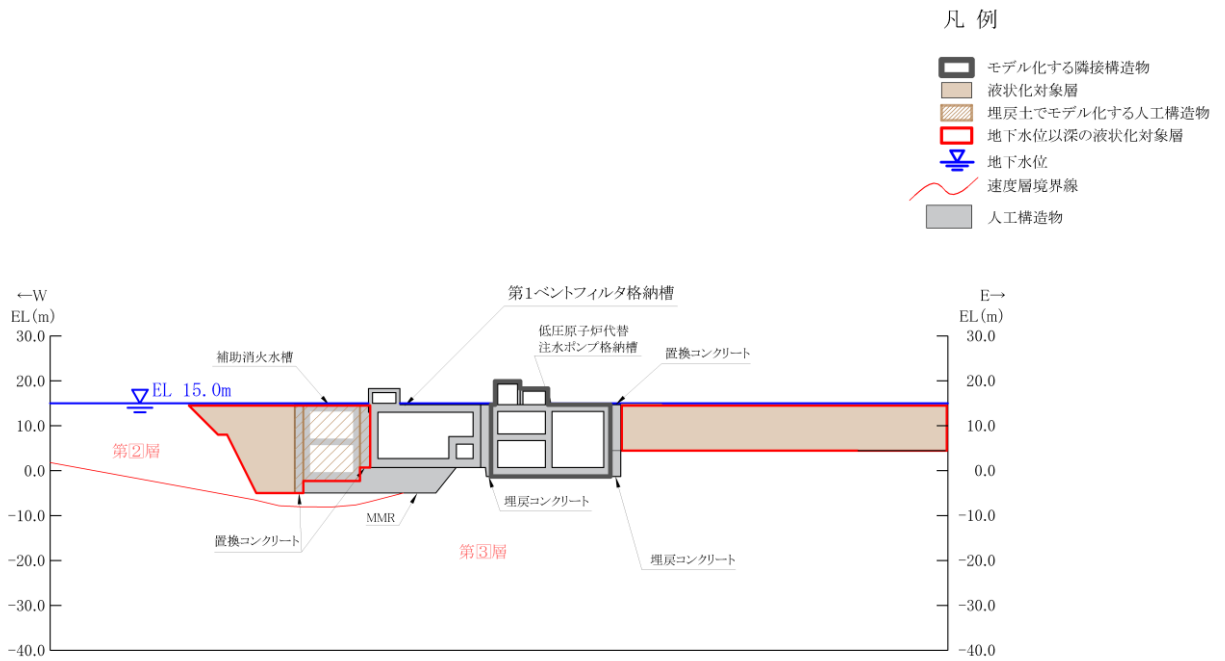 凡 例
モデル化する隣接構造物
液状化対象層
埋戻土でモデル化する人工構造物
地下水位以深の液状化対象層
地下水位
速度層境界線
人工構造物
←W
EL(m)
第1ベントフィルタ格納槽
E→
EL(m)
低圧原子炉代替
注水ポンプ格納槽
補助消火水槽
置換コンクリート
EL 15.0m
第②層
第③層
置換コンクリート
MMR
埋戻コンクリート
埋戻コンクリート
30.0
20.0
10.0
0.0
-10.0
-20.0
-30.0
-40.0
30.0
20.0
10.0
0.0
-10.0
-20.0
-30.0
-40.0